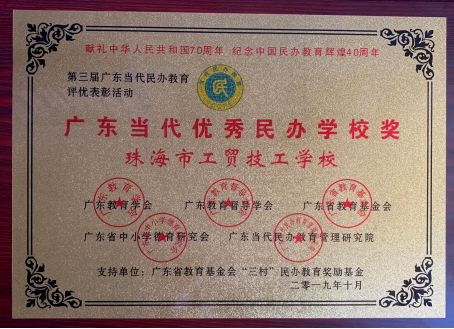 献礼中华人民共和国70周年 纪念中国民办教育辉煌40周年
第三届广东当代民办教育
评优表彰活动
民
广东当代优秀民办学校奖
珠海市工贸技工学校
广东教育学会 广东教育督导学会 广东省教育基金会
广东省中小学德育研究会 广东当代民办教育管理研究院
支持单位：广东省教育基金会“三村”民办教育奖励基金
二〇一九年十月